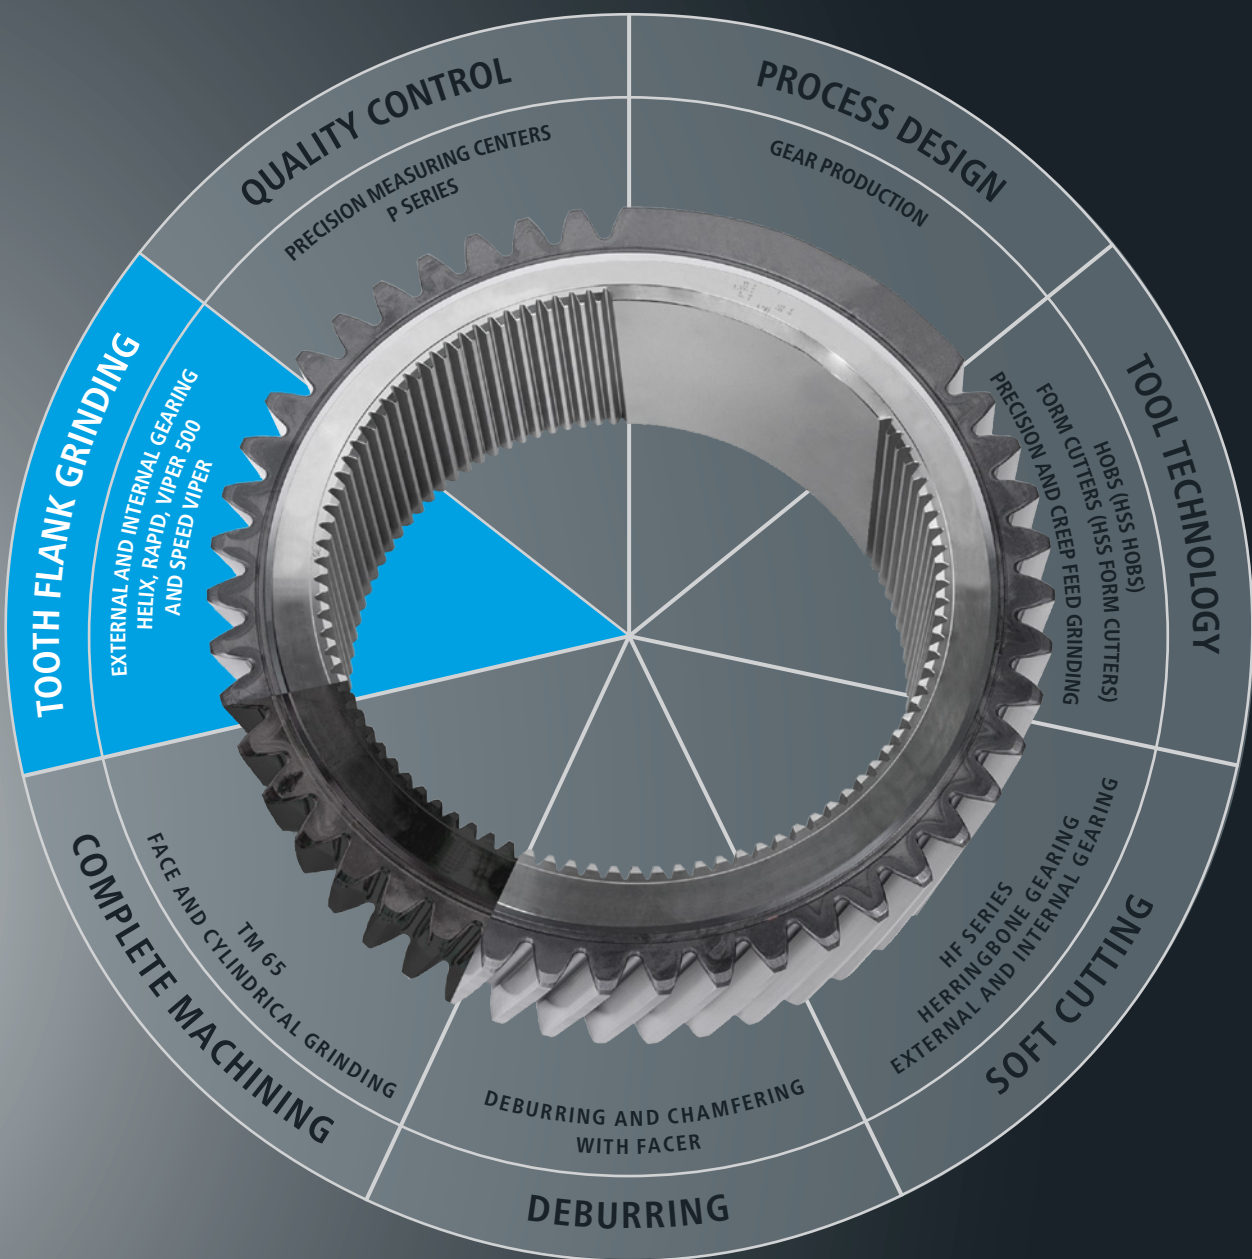 PROCESS DESIGN
GEAR PRODUCTION
TOOL TECHNOLOGY
HOBS (HSS HOBS)
FORM CUTTERS (HSS FORM CUTTERS)
PRECISION AND CREEP FEED GRINDING
SOFT CUTTING
HF SERIES
HERRINGBONE GEARING
EXTERNAL AND INTERNAL GEARING
DEBURRING AND CHAMFERING
WITH FACER
DEBURRING
TM 65
FACE AND CYLINDRICAL GRINDING
COMPLETE MACHINING
TOOTH FLANK GRINDING
EXTERNAL AND INTERNAL GEARING
HELIX, RAPID, VIPER 500
AND SPEED VIPER
QUALITY CONTROL
PRECISION MEASURING CENTERS
P SERIES